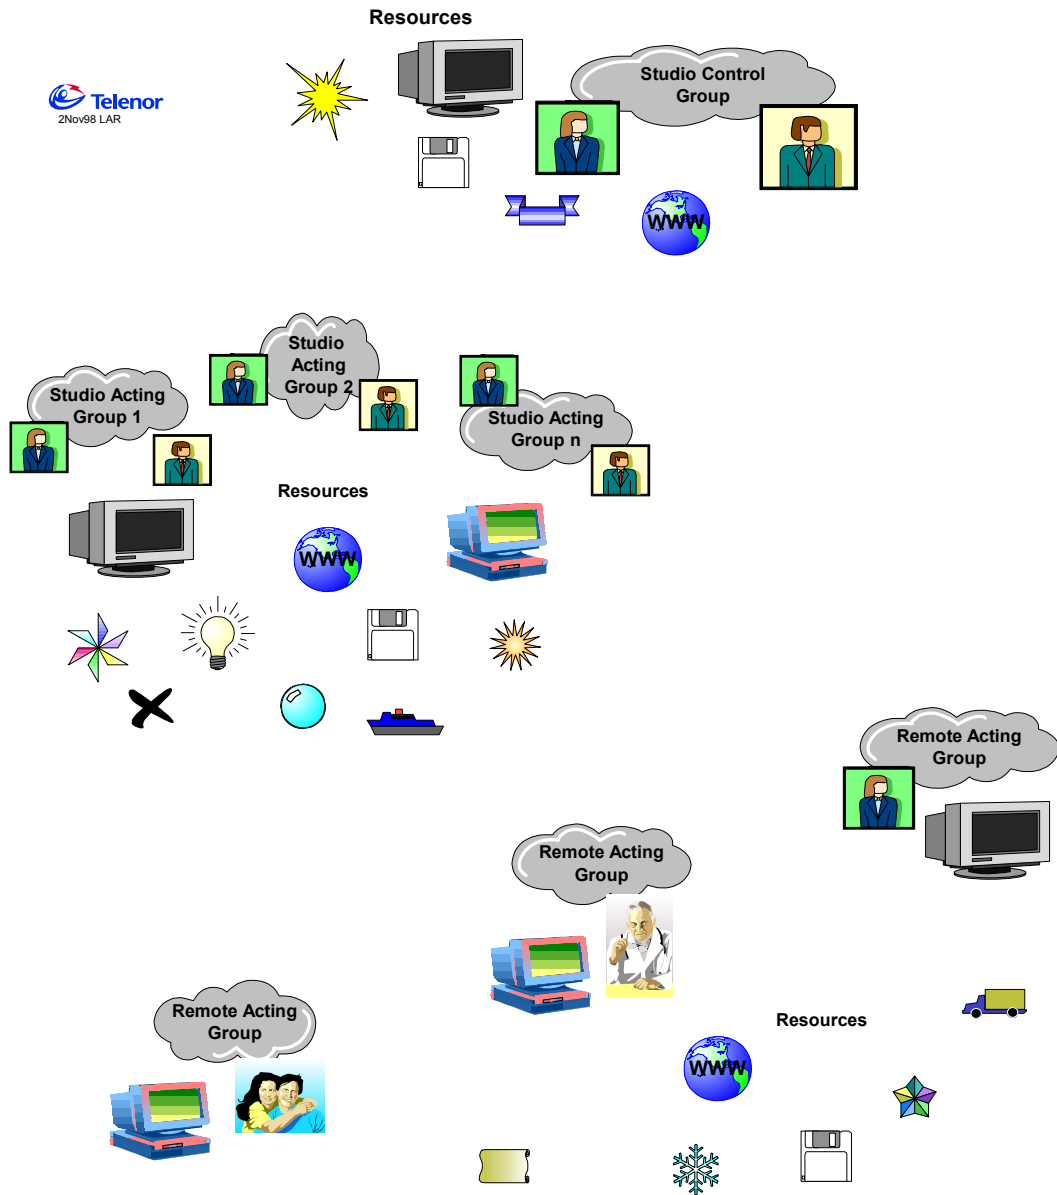 Resources
Telenor
2Nov98 LAR
Studio Control
Group
WWW
Studio
Acting
Group 2
Studio Acting
Group 1
Studio Acting
Group n
Resources
WWW
Remote Acting
Group
Remote Acting
Group
Remote Acting
Group
Resources
WWW